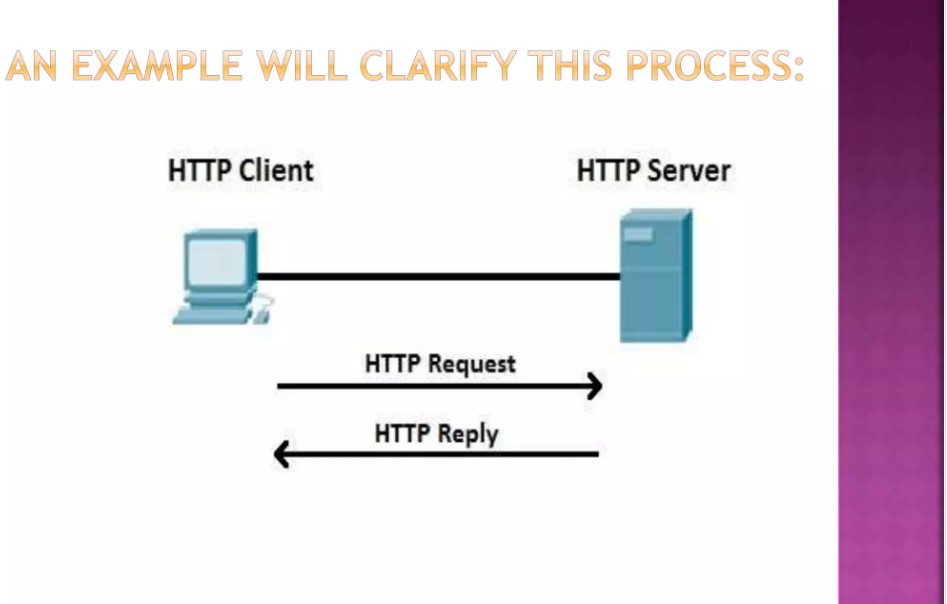 AN EXAMPLE WILL CLARIFY THIS PROCESS:
HTTP Client
HTTP Server
HTTP Request
HTTP Reply